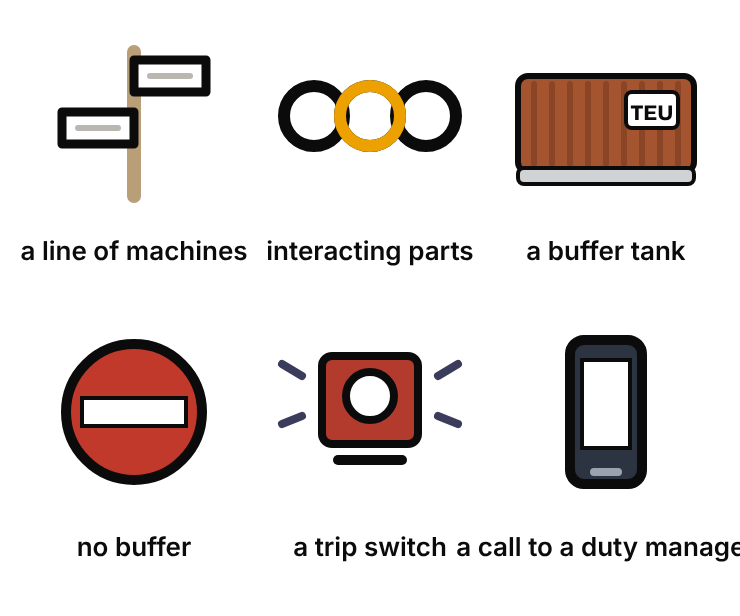 TEU
a line of machines interacting parts a buffer tank
no buffer a trip switch a call to a duty manage